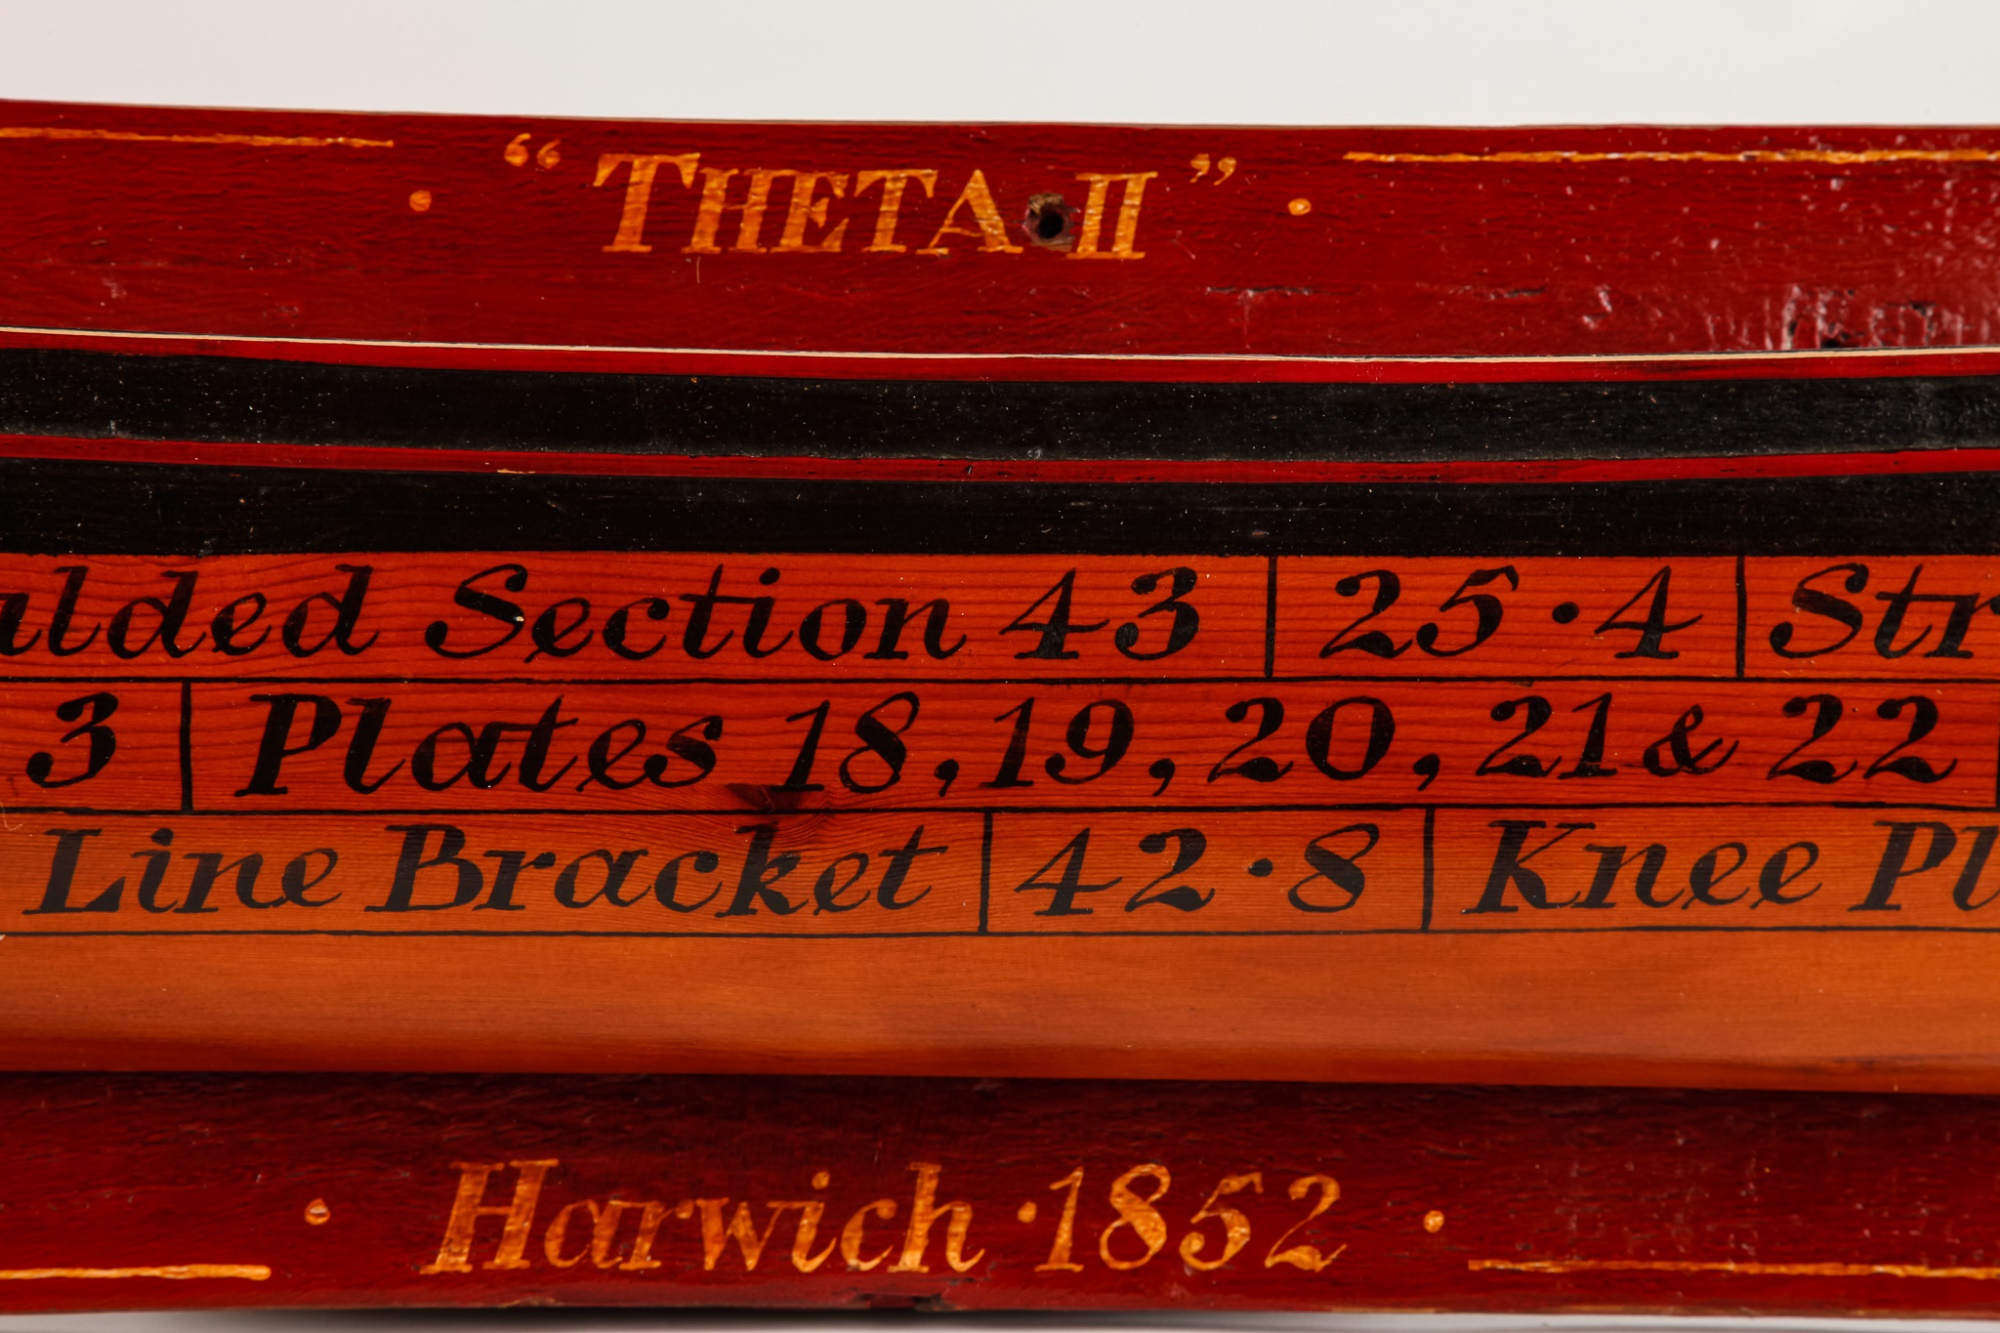 “THETA II”
alded Section 43 | 25·4 | Str
3 | Plates 18, 19, 20, 21 & 22
Line Bracket | 42·8 | Knee Pl
Harwich · 1852